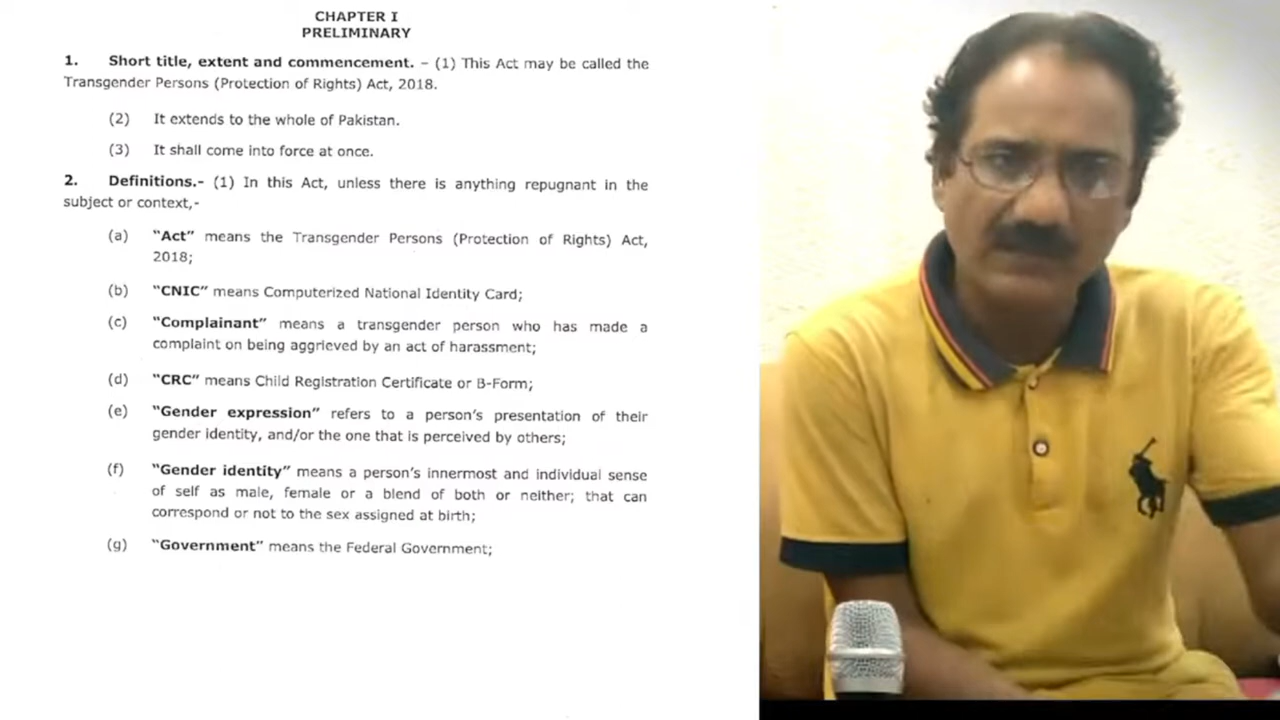 CHAPTER I
PRELIMINARY
1. Short title, extent and commencement. – (1) This Act may be called the
Transgender Persons (Protection of Rights) Act, 2018.
(2) It extends to the whole of Pakistan.
(3) It shall come into force at once.
2. Definitions.- (1) In this Act, unless there is anything repugnant in the
subject or context,-
(a) "Act" means the Transgender Persons (Protection of Rights) Act,
2018;
(b) "CNIC" means Computerized National Identity Card;
(c) "Complainant" means a transgender person who has made a
complaint on being aggrieved by an act of harassment;
(d) "CRC" means Child Registration Certificate or B-Form;
(e) "Gender expression" refers to a person's presentation of their
gender identity, and/or the one that is perceived by others;
(f) "Gender identity" means a person's innermost and individual sense
of self as male, female or a blend of both or neither; that can
correspond or not to the sex assigned at birth;
(g) "Government" means the Federal Government;